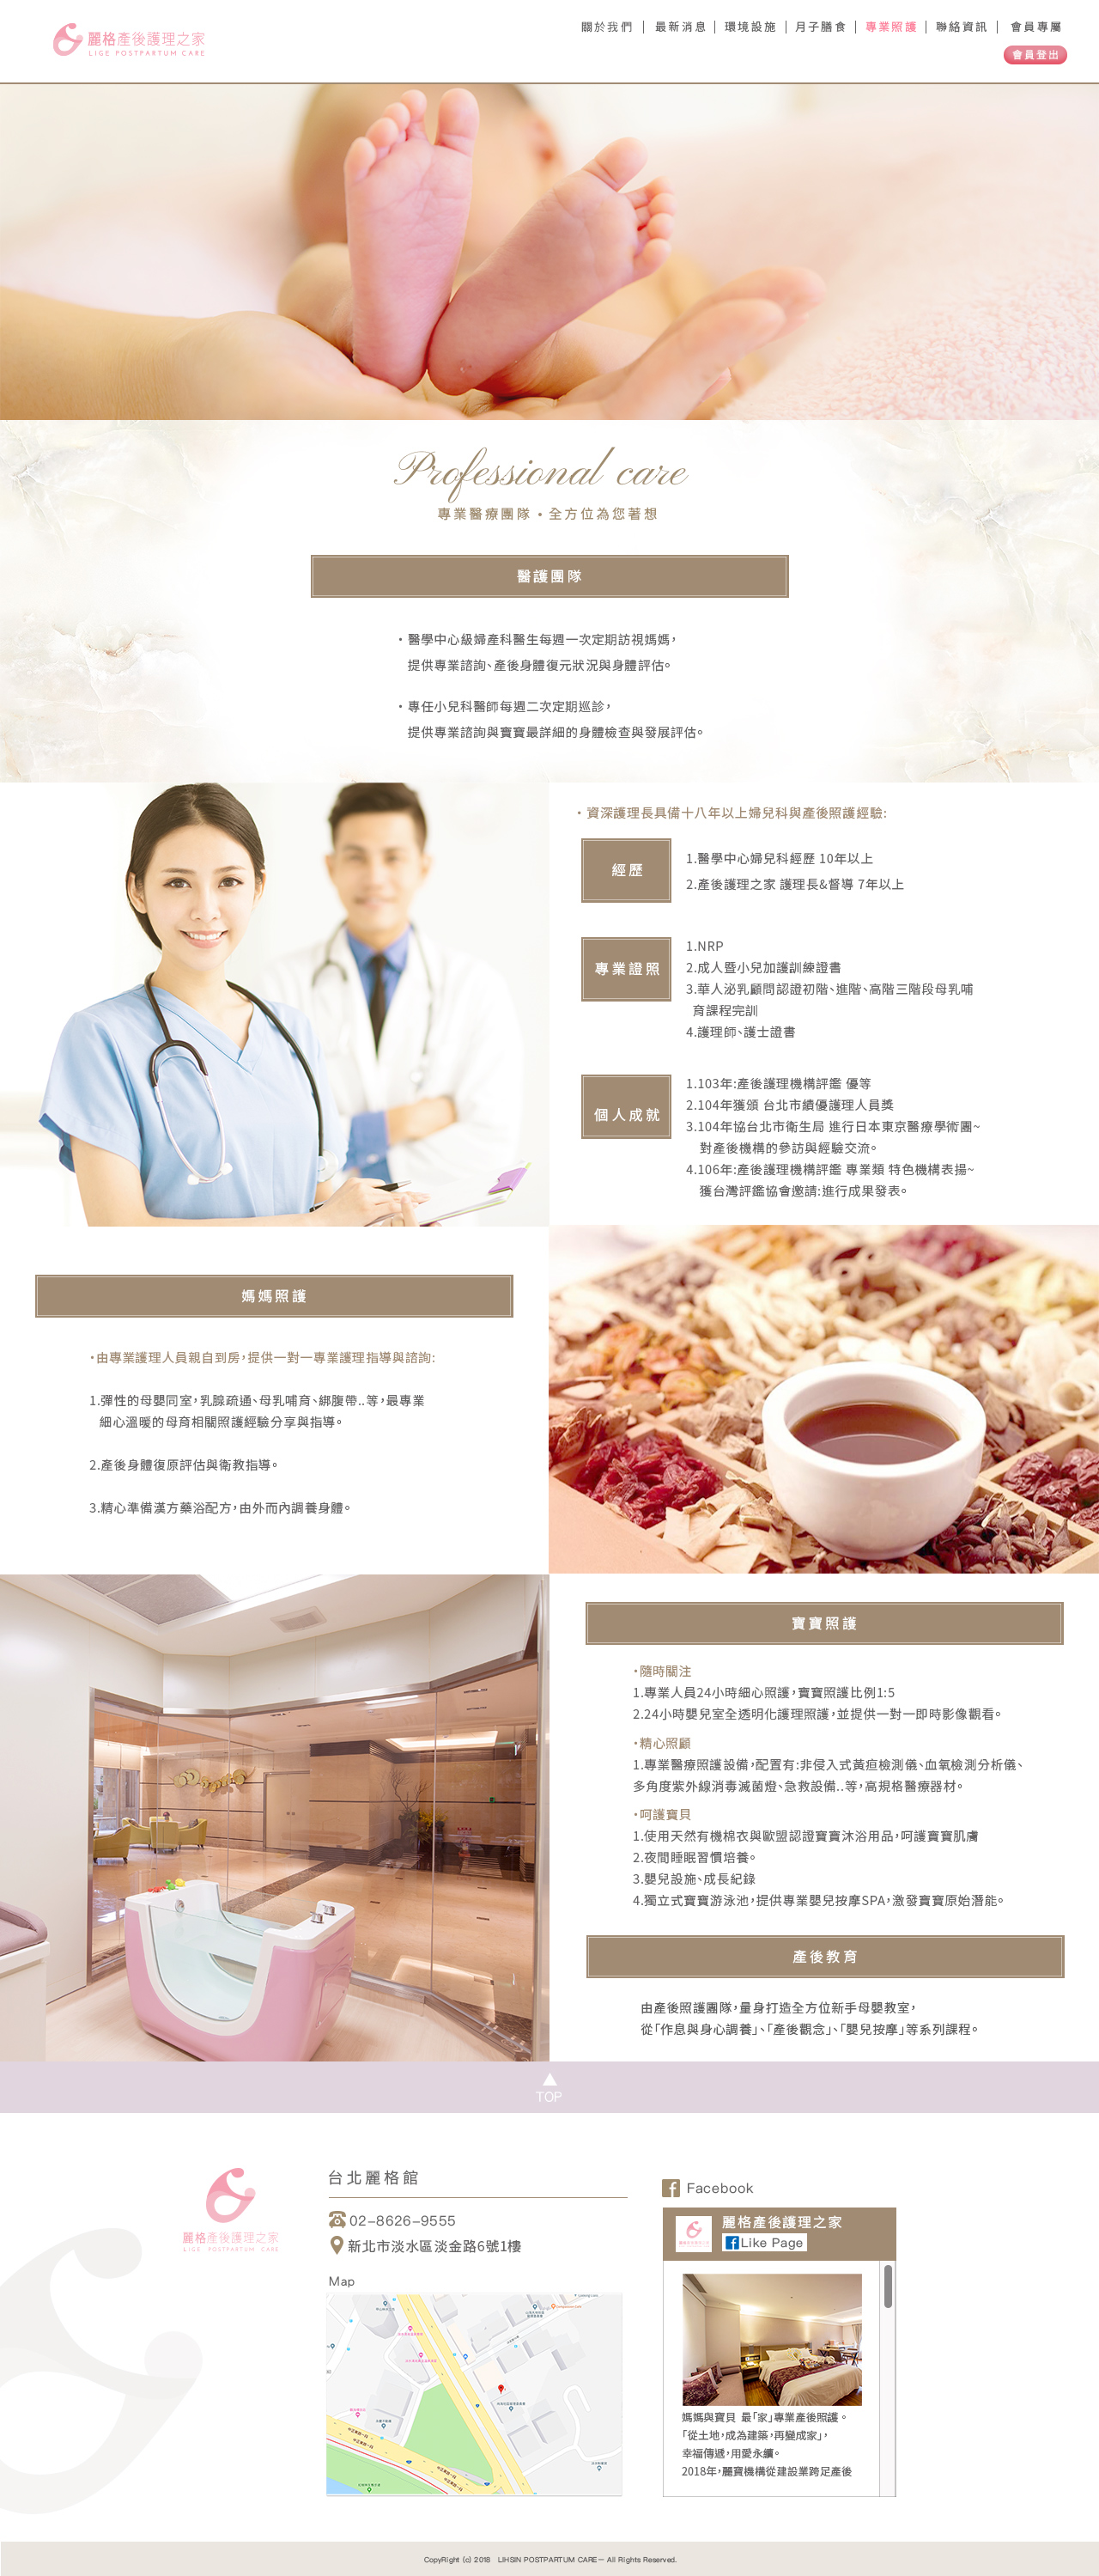 麗格產後護理之家
LIGE POSTPARTUM CARE
關於我們 最新消息 環境設施 月子膳食 專業照護 聯絡資訊 會員專屬
會員登出
Professional care
專業醫療團隊・全方位為您著想
醫護團隊
・醫學中心級婦產科醫生每週一次定期訪視媽媽,
提供專業諮詢、產後身體復元狀況與身體評估。
・專任小兒科醫師每週二次定期巡診,
提供專業諮詢與寶寶最詳細的身體檢查與發展評估。
・資深護理長具備十八年以上婦兒科與產後照護經驗:
經歷
1.醫學中心婦兒科經歷 10年以上
2.產後護理之家 護理長&督導 7年以上
專業證照
1.NRP
2.成人暨小兒加護訓練證書
3.華人泌乳顧問認證初階、進階、高階三階段母乳哺
育課程完訓
4.護理師、護士證書
個人成就
1.103年:產後護理機構評鑑 優等
2.104年獲頒 台北市績優護理人員獎
3.104年協台北市衛生局 進行日本東京醫療學術團~
對產後機構的參訪與經驗交流。
4.106年:產後護理機構評鑑 專業類 特色機構表揚~
獲台灣評鑑協會邀請:進行成果發表。
媽媽照護
・由專業護理人員親自到房,提供一對一專業護理指導與諮詢:
1.彈性的母嬰同室,乳腺疏通、母乳哺育、綁腹帶..等,最專業
細心溫暖的母育相關照護經驗分享與指導。
2.產後身體復原評估與衛教指導。
3.精心準備漢方藥浴配方,由外而內調養身體。
寶寶照護
・隨時關注
1.專業人員24小時細心照護,寶寶照護比例1:5
2.24小時嬰兒室全透明化護理照護,並提供一對一即時影像觀看。
・精心照顧
1.專業醫療照護設備,配置有:非侵入式黃疸檢測儀、血氧檢測分析儀、
多角度紫外線消毒滅菌燈、急救設備..等,高規格醫療器材。
・呵護寶貝
1.使用天然有機棉衣與歐盟認證寶寶沐浴用品,呵護寶寶肌膚
2.夜間睡眠習慣培養。
3.嬰兒設施、成長紀錄
4.獨立式寶寶游泳池,提供專業嬰兒按摩SPA,激發寶寶原始潛能。
產後教育
由產後照護團隊,量身打造全方位新手母嬰教室,
從「作息與身心調養」、「產後觀念」、「嬰兒按摩」等系列課程。
TOP
麗格產後護理之家
LIGE POSTPARTUM CARE
台北麗格館
02-8626-9555
新北市淡水區淡金路6號1樓
Map
Facebook
麗格產後護理之家
Like Page
媽媽與寶貝 最「家」專業產後照護。
「從土地,成為建築,再變成家」,
幸福傳遞,用愛永續。
2018年,麗寶機構從建設業跨足產後
CopyRight (c) 2018 LIHSIN POSTPARTUM CARE－ All Rights Reserved.